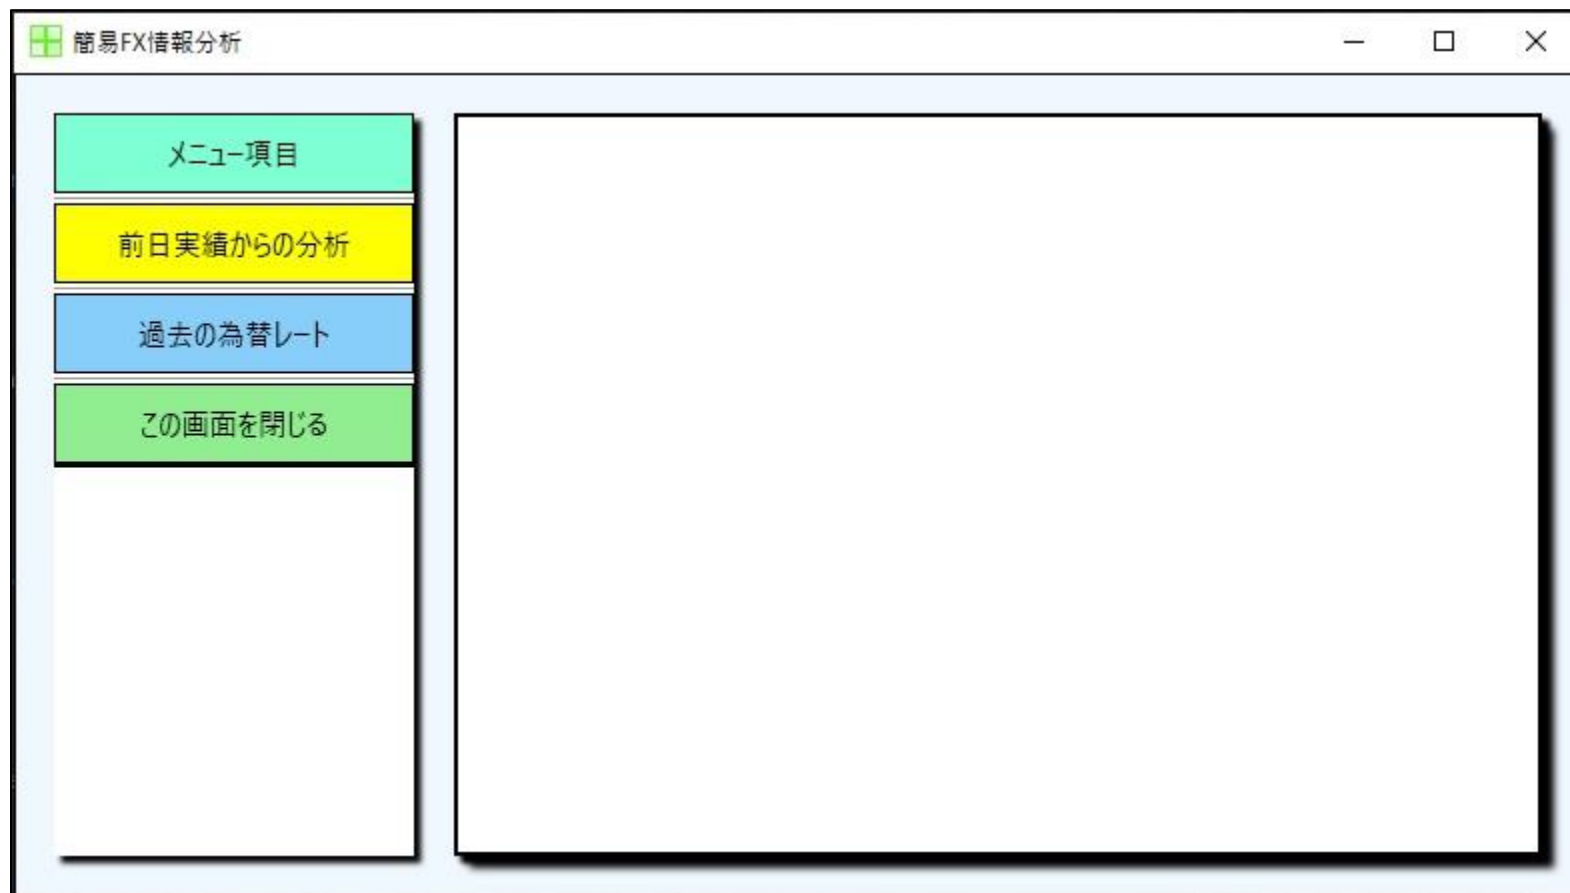 簡易FX情報分析
メニュー項目
前日実績からの分析
過去の為替レート
この画面を閉じる